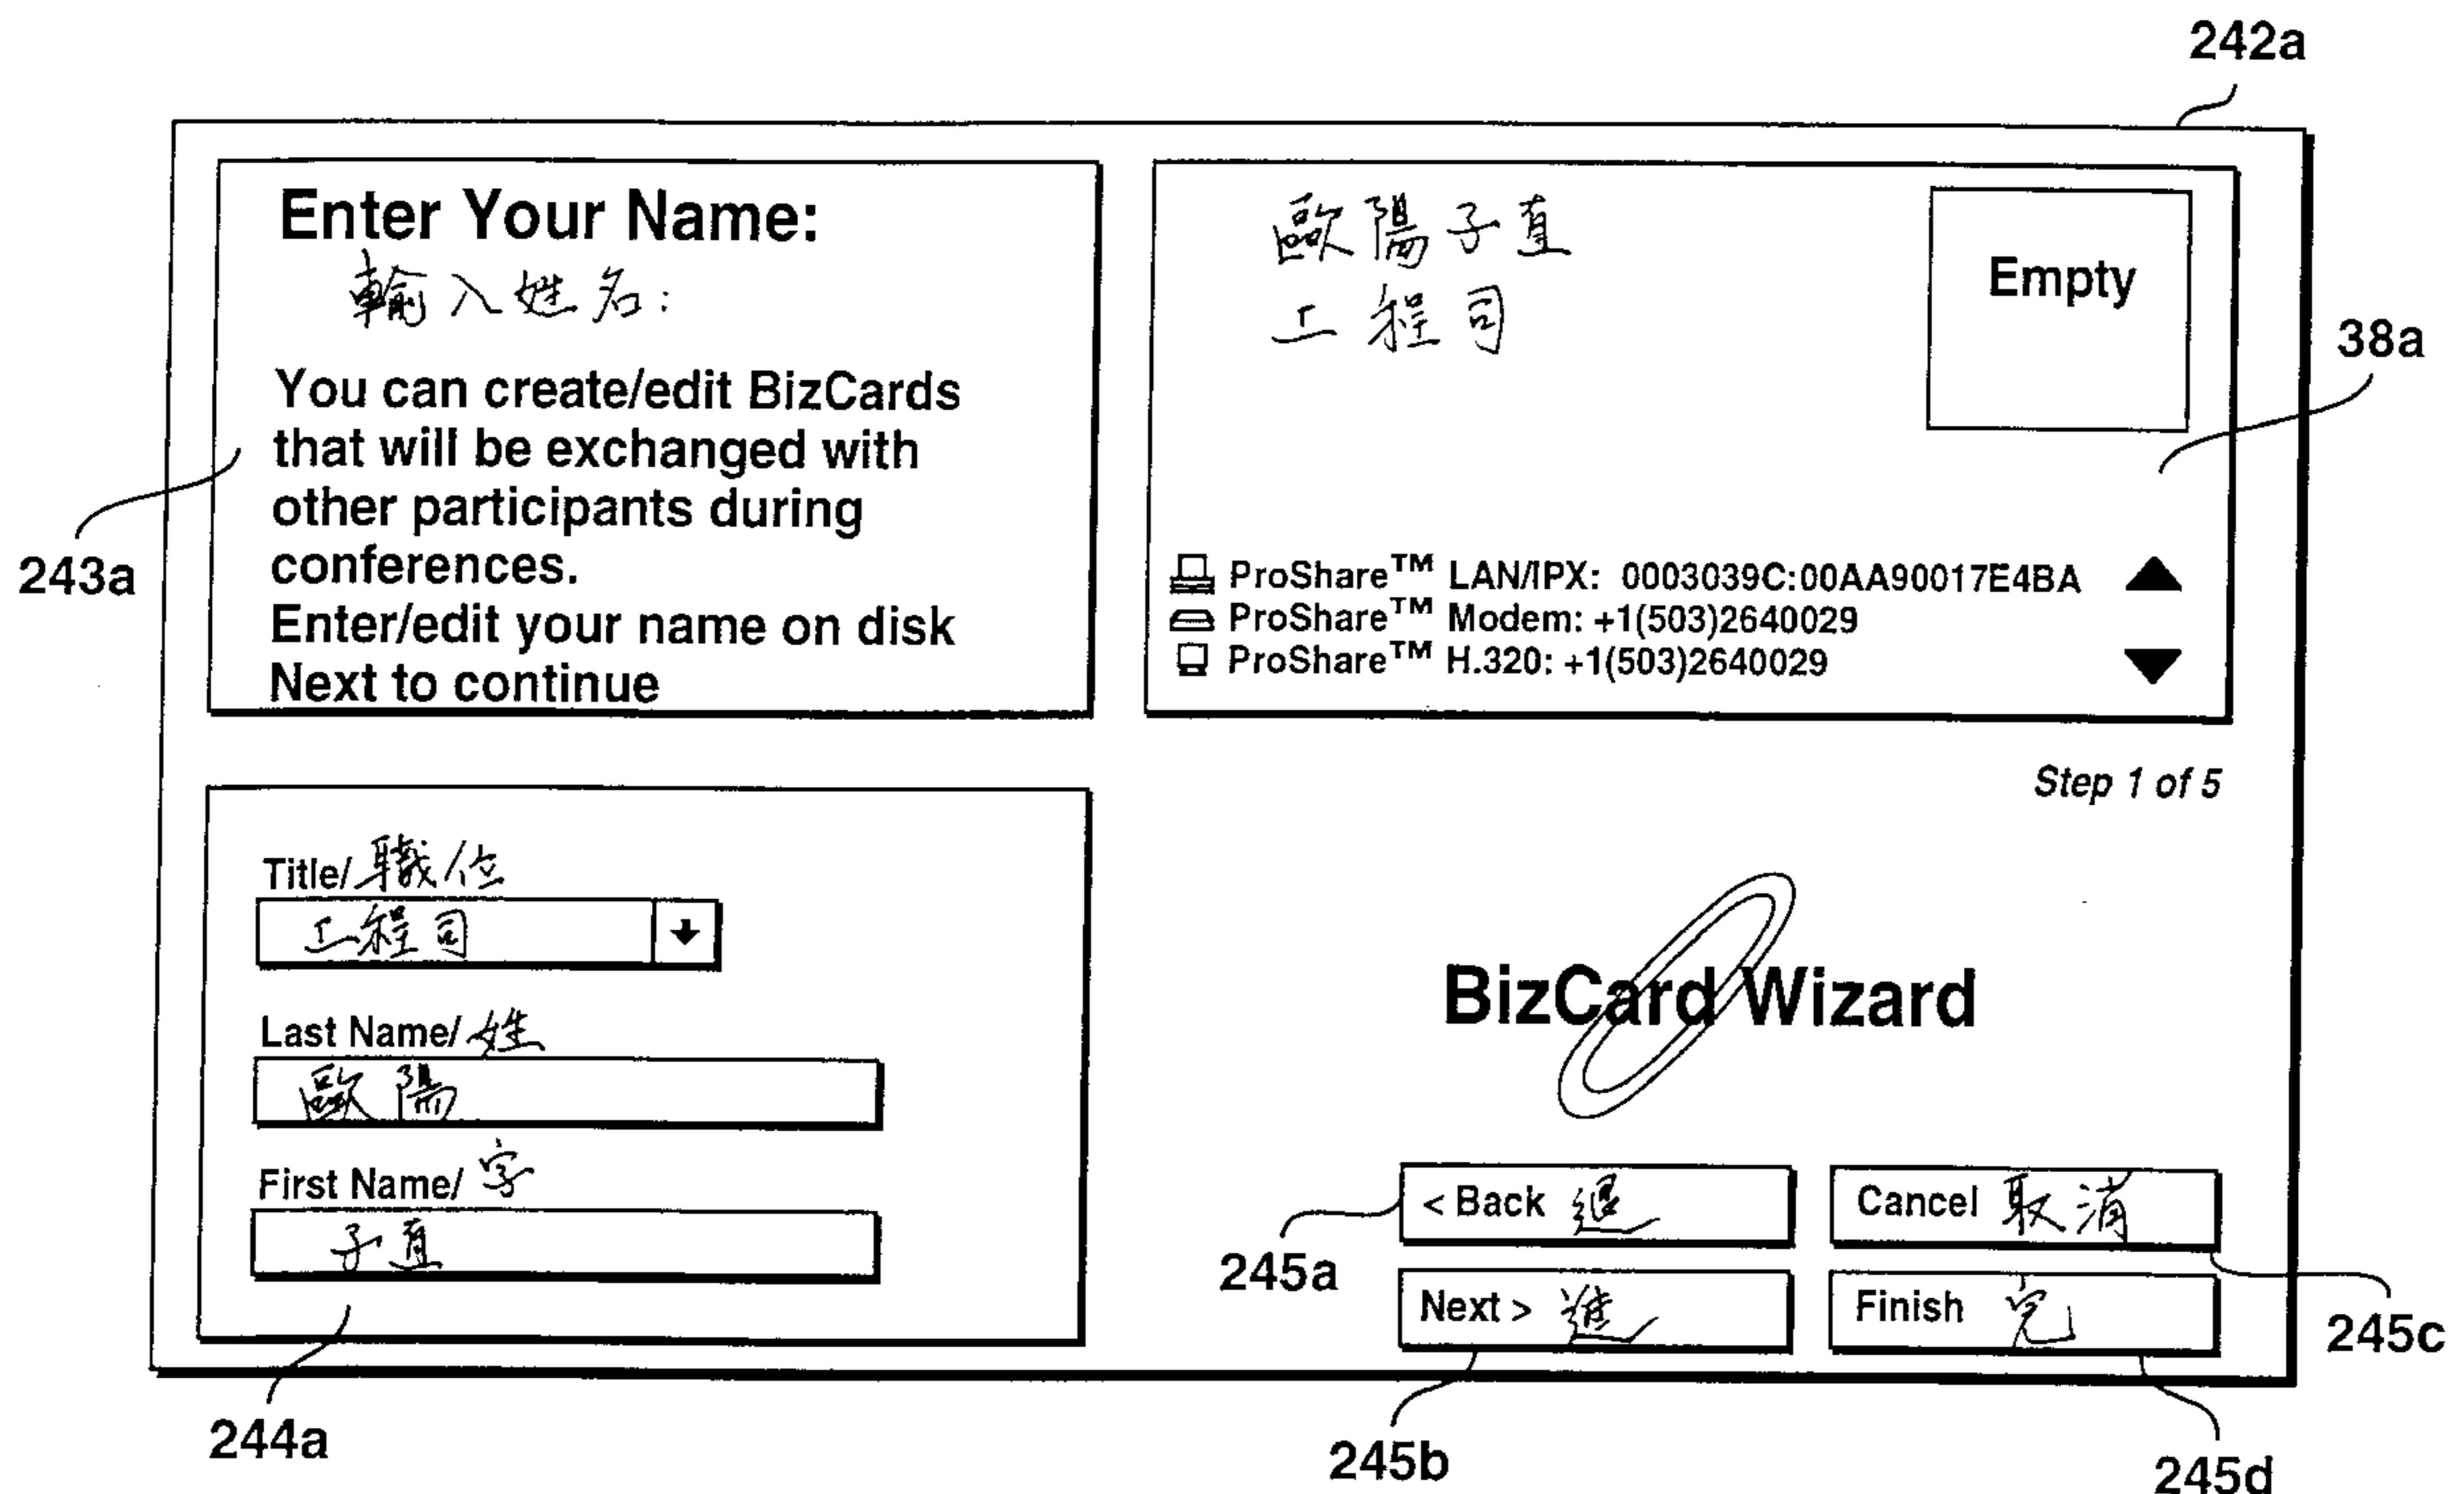 242a
Enter Your Name:
輸入姓名:
You can create/edit BizCards
that will be exchanged with
other participants during
conferences.
Enter/edit your name on disk
Next to continue
243a
歐陽子直
工程司
Empty
38a
ProShare™ LAN/IPX: 0003039C:00AA90017E4BA
ProShare™ Modem: +1(503)2640029
ProShare™ H.320: +1(503)2640029
Step 1 of 5
Title/職位
工程司
Last Name/姓
歐陽
First Name/字
子直
244a
BizCard Wizard
< Back 退
Cancel 取消
Next > 進
Finish 完
245a
245b
245c
245d